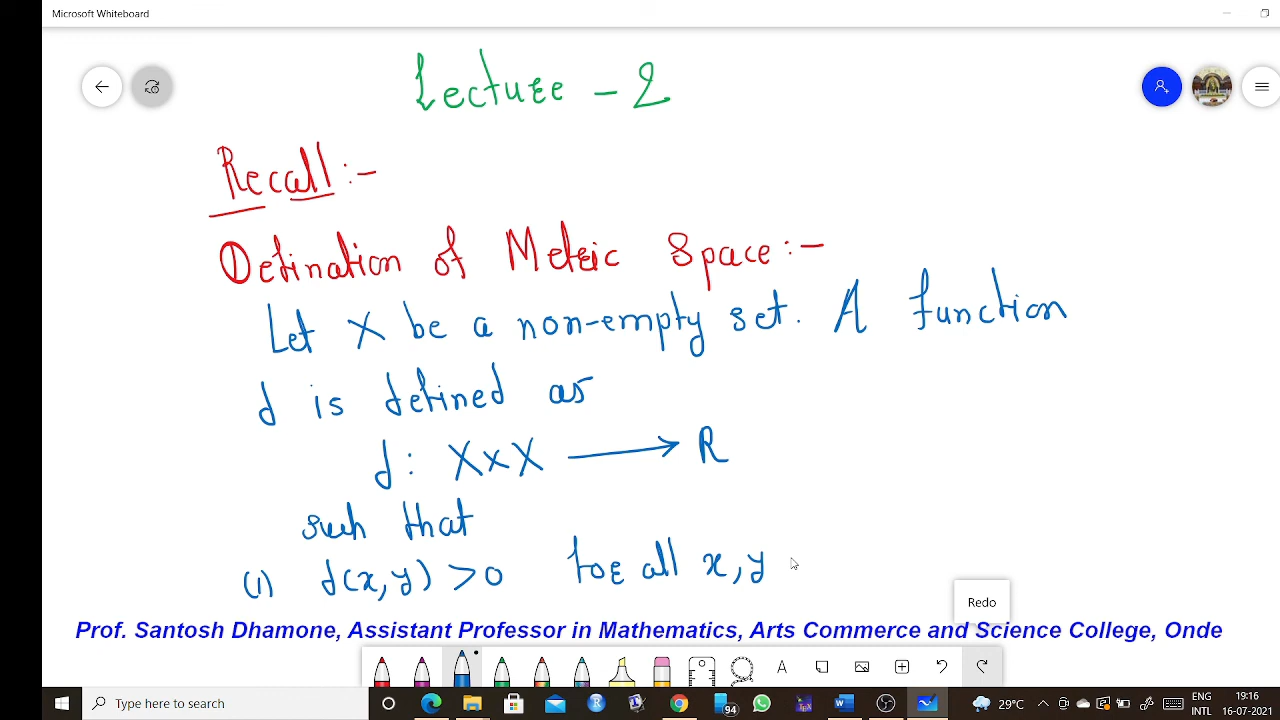 Microsoft Whiteboard
Lecture - 2
Recall :-
Defination of Metric Space :-
Let X be a non-empty set. A function
d is defined as
d : X×X ⟶ R
such that
(1) d(x,y) >0 for all x,y
Redo
Prof. Santosh Dhamone, Assistant Professor in Mathematics, Arts Commerce and Science College, Onde
A
Type here to search
94
29°C
ENG
INTL
19:16
16-07-2021